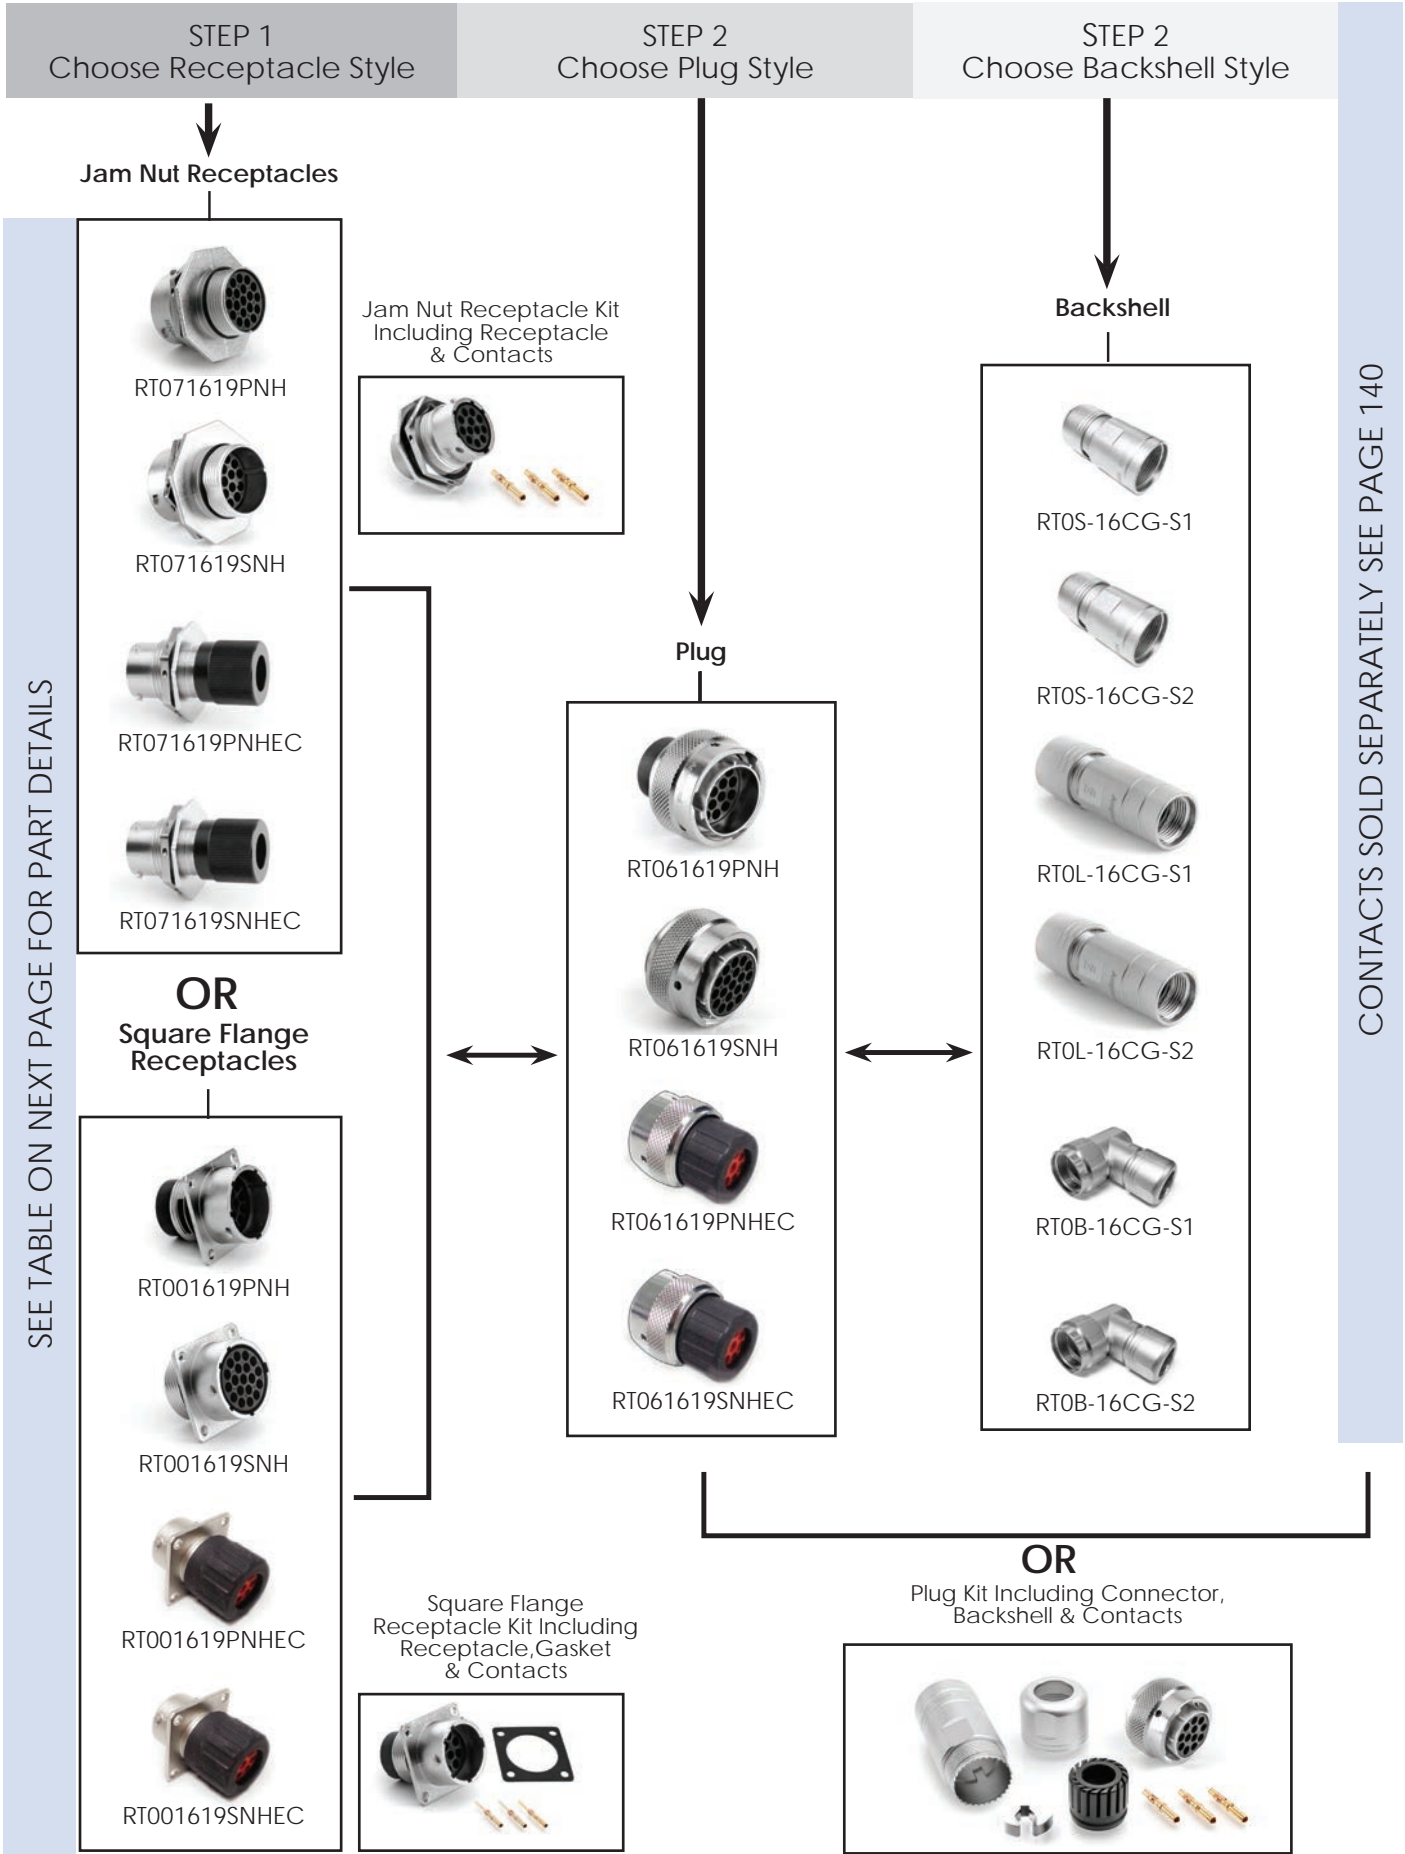 STEP 1
Choose Receptacle Style
STEP 2
Choose Plug Style
STEP 2
Choose Backshell Style
Jam Nut Receptacles
RT071619PNH
RT071619SNH
RT071619PNHEC
RT071619SNHEC
Jam Nut Receptacle Kit
Including Receptacle
& Contacts
OR
Square Flange
Receptacles
RT001619PNH
RT001619SNH
RT001619PNHEC
RT001619SNHEC
Square Flange
Receptacle Kit Including
Receptacle,Gasket
& Contacts
Plug
RT061619PNH
RT061619SNH
RT061619PNHEC
RT061619SNHEC
Backshell
RT0S-16CG-S1
RT0S-16CG-S2
RT0L-16CG-S1
RT0L-16CG-S2
RT0B-16CG-S1
RT0B-16CG-S2
OR
Plug Kit Including Connector,
Backshell & Contacts
SEE TABLE ON NEXT PAGE FOR PART DETAILS
CONTACTS SOLD SEPARATELY SEE PAGE 140